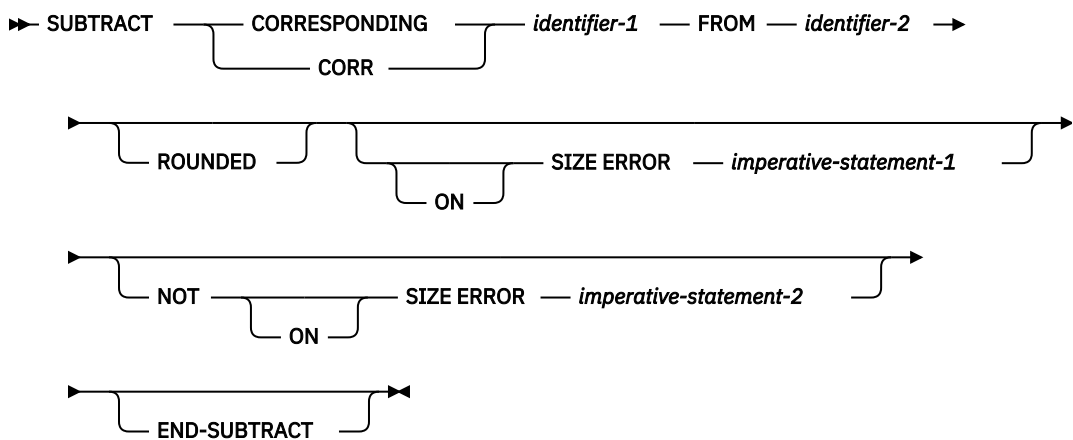 SUBTRACT CORRESPONDING identifier-1 FROM identifier-2
CORR
ROUNDED SIZE ERROR imperative-statement-1
ON
NOT SIZE ERROR imperative-statement-2
ON
END-SUBTRACT